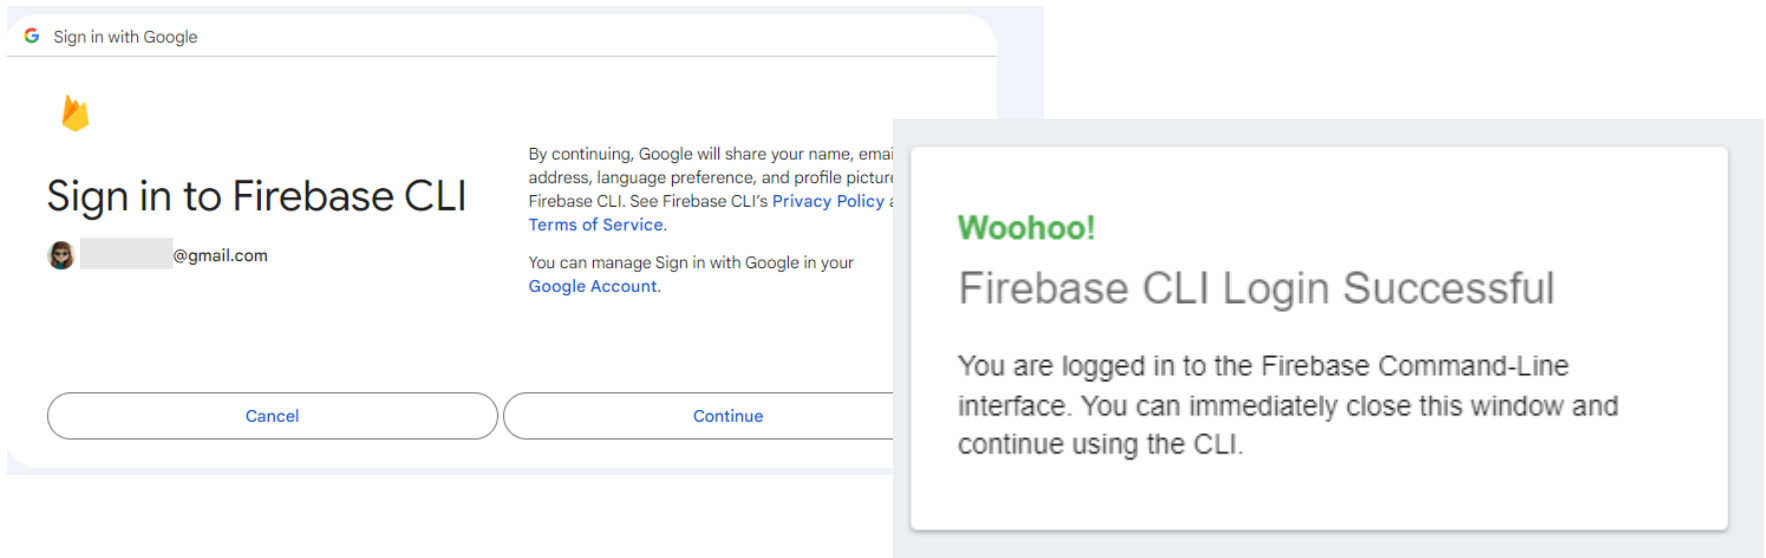 Sign in with Google
Sign in to Firebase CLI
@gmail.com
By continuing, Google will share your name,
address, language preference, and profile
Firebase CLI. See Firebase CLI's Privacy Policy
Terms of Service.
You can manage Sign in with Google in your
Google Account.
Cancel
Continue
Woohoo!
Firebase CLI Login Successful
You are logged in to the Firebase Command-Line
interface. You can immediately close this window and
continue using the CLI.